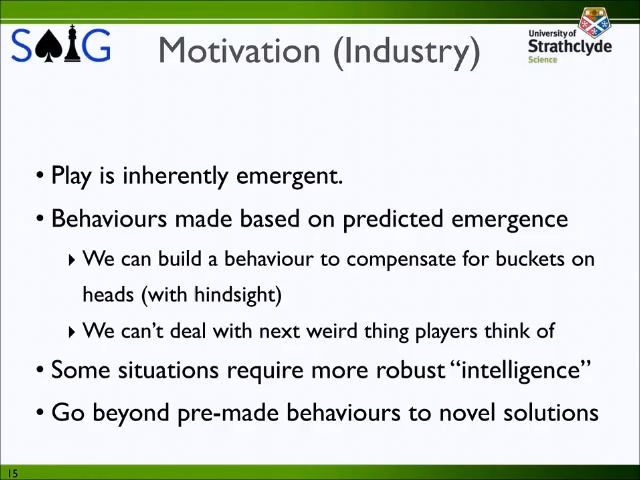 SAIG
Motivation (Industry)
University of
Strathclyde
Science
• Play is inherently emergent.
• Behaviours made based on predicted emergence
‣ We can build a behaviour to compensate for buckets on
heads (with hindsight)
‣ We can't deal with next weird thing players think of
• Some situations require more robust “intelligence”
• Go beyond pre-made behaviours to novel solutions
15